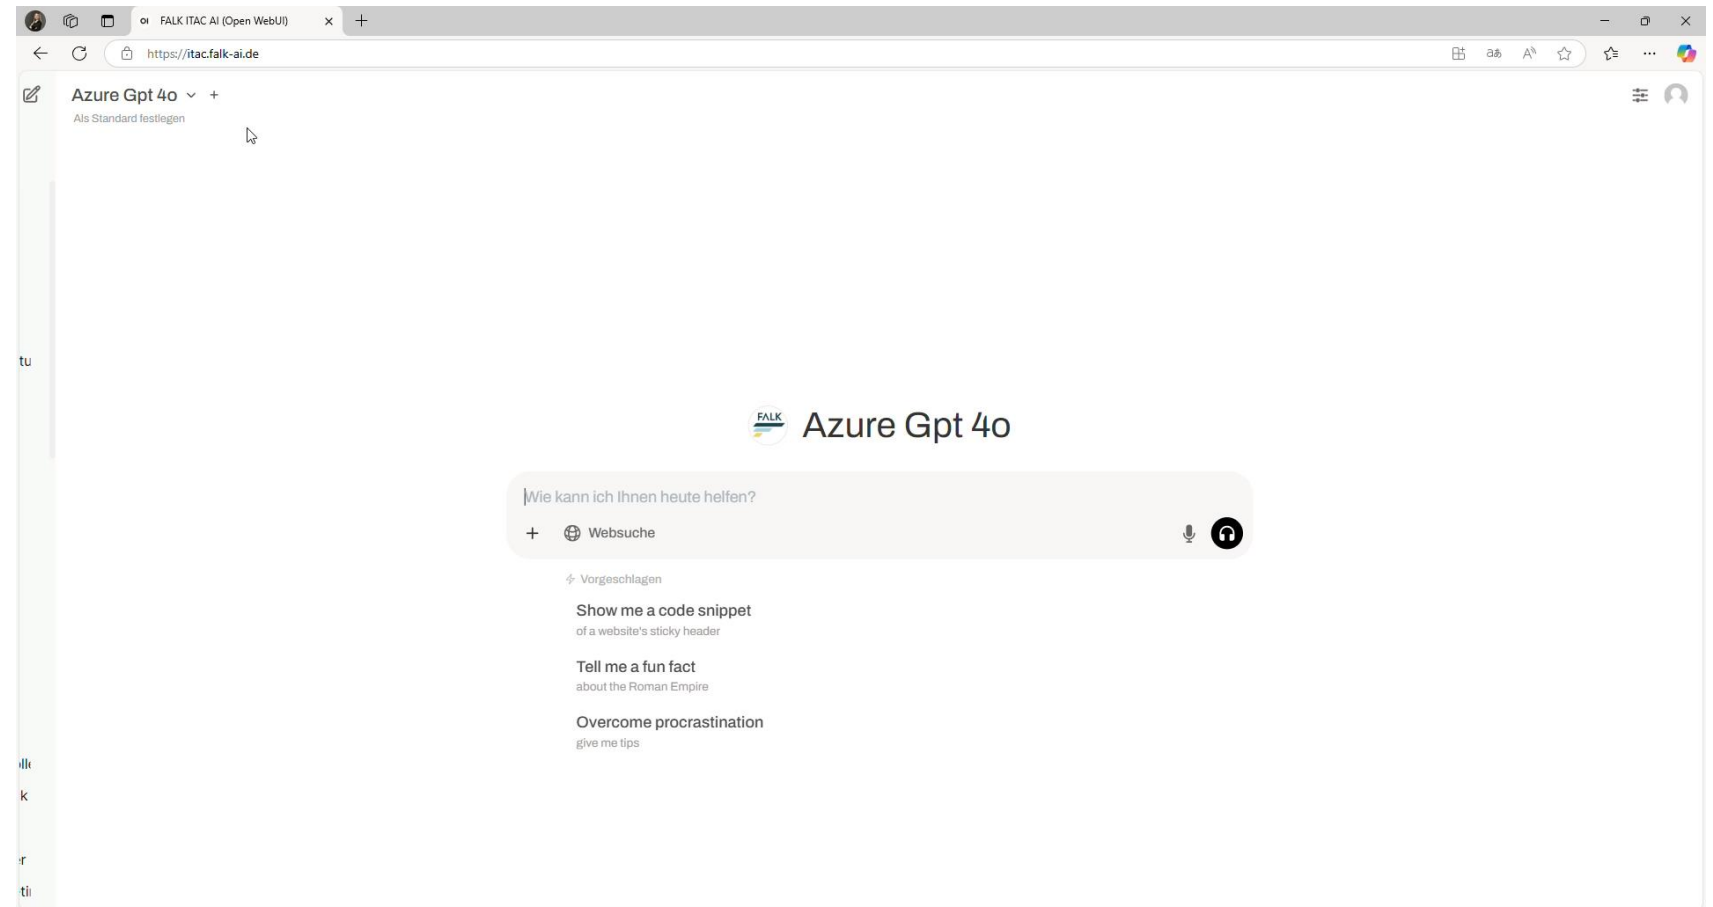 FALK ITAC AI (Open WebUI)
https://itac.falk-ai.de
Azure Gpt 4o
Als Standard festlegen
tu
FALK
Azure Gpt 4o
Wie kann ich Ihnen heute helfen?
Websuche
Vorgeschlagen
Show me a code snippet
of a website's sticky header
Tell me a fun fact
about the Roman Empire
Overcome procrastination
give me tips
k